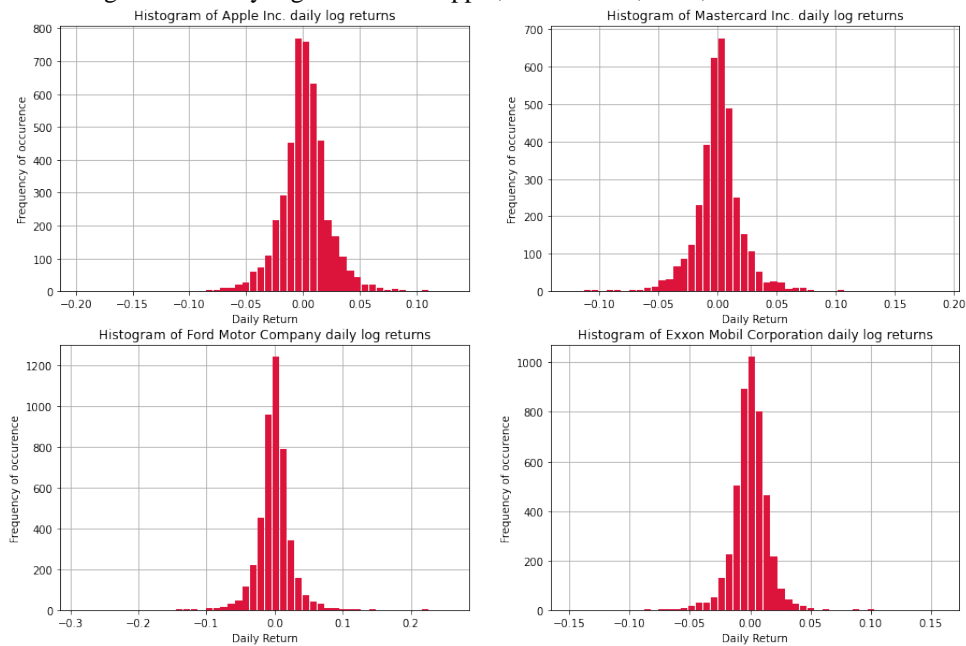 Histogram of Apple Inc. daily log returns
800
700
600
500
400
300
200
100
0
Frequency of occurence
−0.20 −0.15 −0.10 −0.05 0.00 0.05 0.10
Daily Return
Histogram of Mastercard Inc. daily log returns
700
600
500
400
300
200
100
0
Frequency of occurence
−0.10 −0.05 0.00 0.05 0.10 0.15 0.20
Daily Return
Histogram of Ford Motor Company daily log returns
1200
1000
800
600
400
200
0
Frequency of occurence
−0.3 −0.2 −0.1 0.0 0.1 0.2
Daily Return
Histogram of Exxon Mobil Corporation daily log returns
1000
800
600
400
200
0
Frequency of occurence
−0.15 −0.10 −0.05 0.00 0.05 0.10 0.15
Daily Return